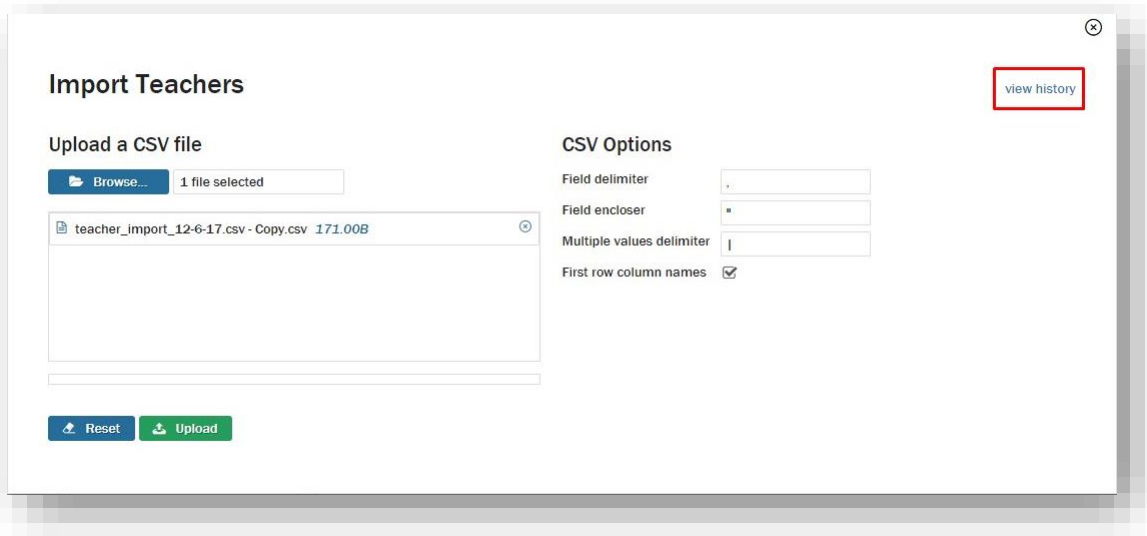 Import Teachers
view history
Upload a CSV file
Browse...
1 file selected
teacher_import_12-6-17.csv - Copy.csv 171.00B
Reset
Upload
CSV Options
Field delimiter ,
Field encloser "
Multiple values delimiter |
First row column names